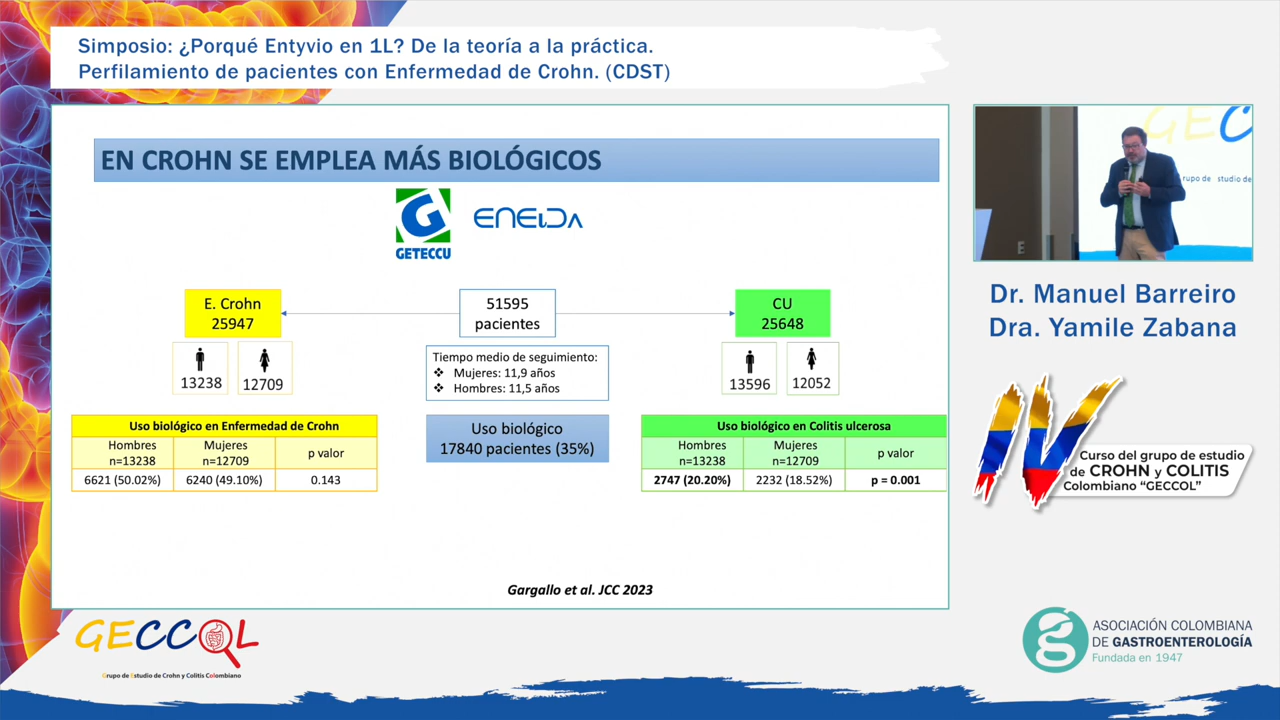 Simposio: ¿Porqué Entyvio en 1L? De la teoría a la práctica.
Perfilamiento de pacientes con Enfermedad de Crohn. (CDST)
EN CROHN SE EMPLEA MÁS BIOLÓGICOS
GETECCU
ENEIDA
E. Crohn
25947
51595
pacientes
CU
25648
13238
12709
Tiempo medio de seguimiento:
❖ Mujeres: 11,9 años
❖ Hombres: 11,5 años
13596
12052
Uso biológico en Enfermedad de Crohn
Hombres
n=13238
Mujeres
n=12709
p valor
6621 (50.02%)
6240 (49.10%)
0.143
Uso biológico
17840 pacientes (35%)
Uso biológico en Colitis ulcerosa
Hombres
n=13238
Mujeres
n=12709
p valor
2747 (20.20%)
2232 (18.52%)
p = 0.001
Gargallo et al. JCC 2023
GEC
rupo de studio de
E
Dr. Manuel Barreiro
Dra. Yamile Zabana
IV
Curso del grupo de estudio
de CROHN y COLITIS
Colombiano “GECCOL”
GECCOL
Grupo de Estudio de Crohn y Colitis Colombiano
g
ASOCIACIÓN COLOMBIANA
DE GASTROENTEROLOGÍA
Fundada en 1947